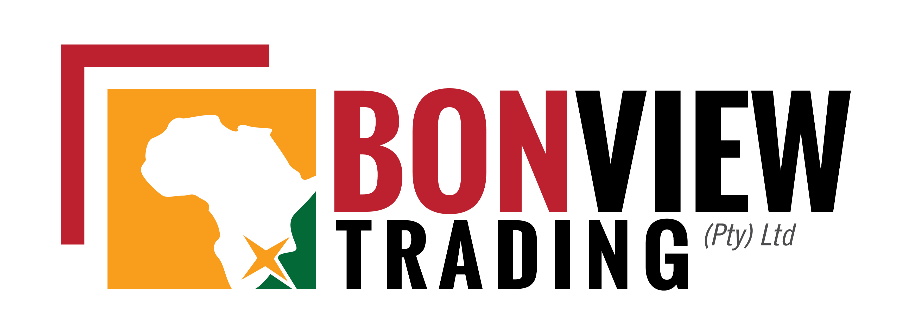 BONVIEW
TRADING (Pty) Ltd